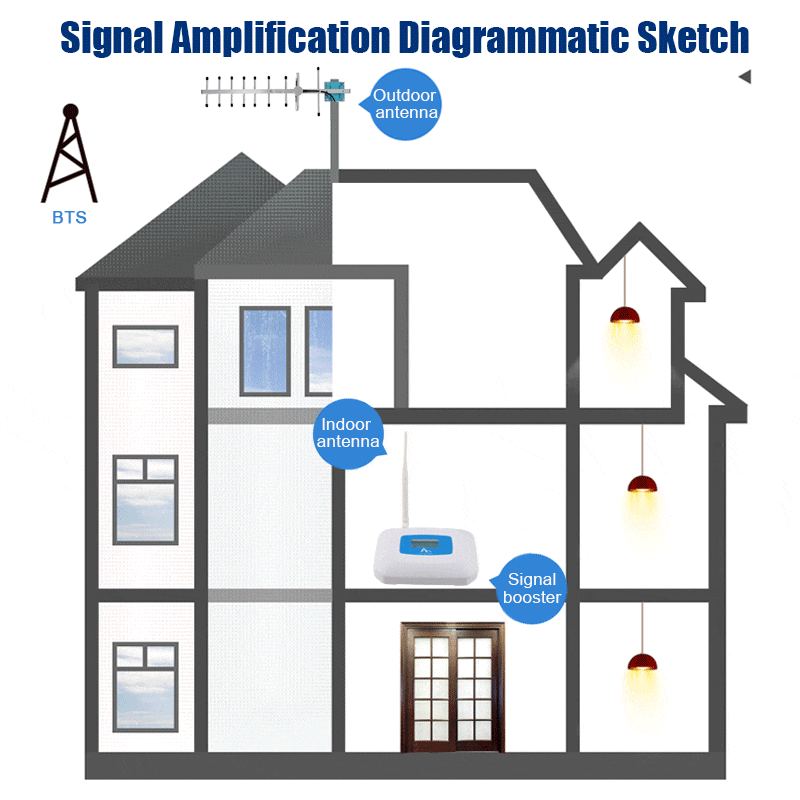 Signal Amplification Diagrammatic Sketch
Outdoor
antenna
BTS
Indoor
antenna
Signal
booster